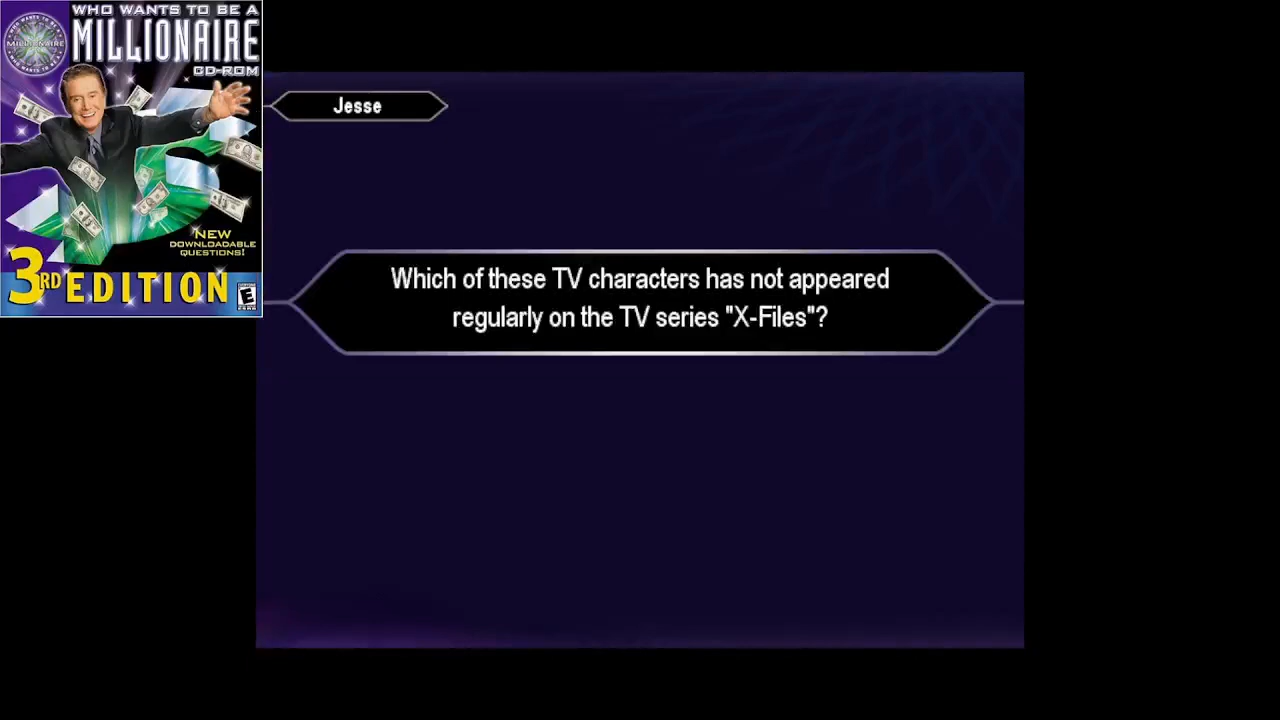 WHO WANTS TO BE A
MILLIONAIRE
CD-ROM
MILLIONAIRE
NEW
DOWNLOADABLE
QUESTIONS!
3RD EDITION
E
Jesse
Which of these TV characters has not appeared
regularly on the TV series "X-Files"?